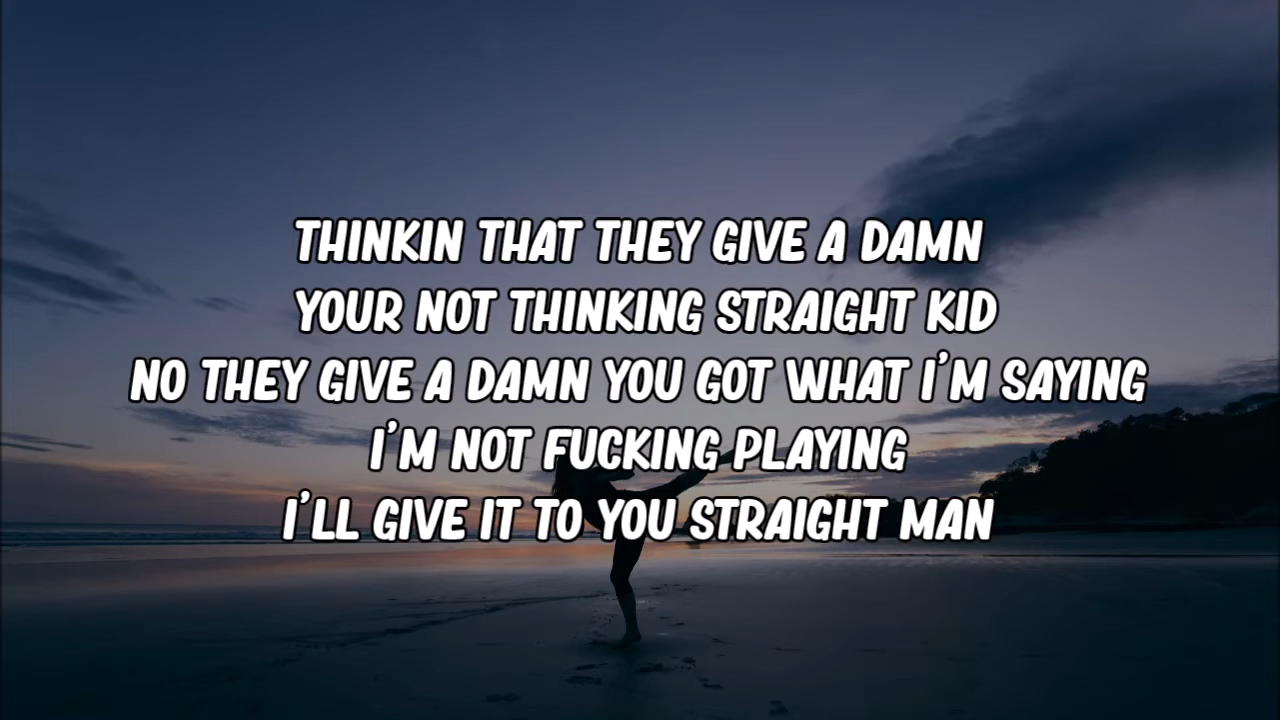 THINKIN THAT THEY GIVE A DAMN
YOUR NOT THINKING STRAIGHT KID
NO THEY GIVE A DAMN YOU GOT WHAT I'M SAYING
I'M NOT FUCKING PLAYING
I'LL GIVE IT TO YOU STRAIGHT MAN